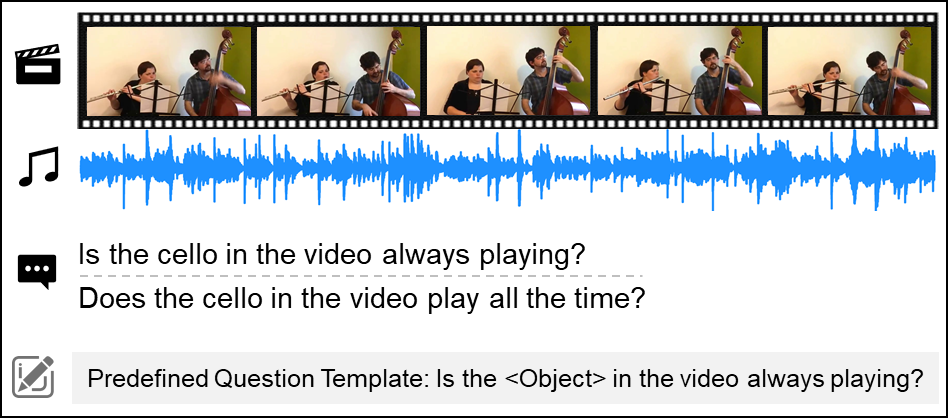 Is the cello in the video always playing?
Does the cello in the video play all the time?
Predefined Question Template: Is the <Object> in the video always playing?